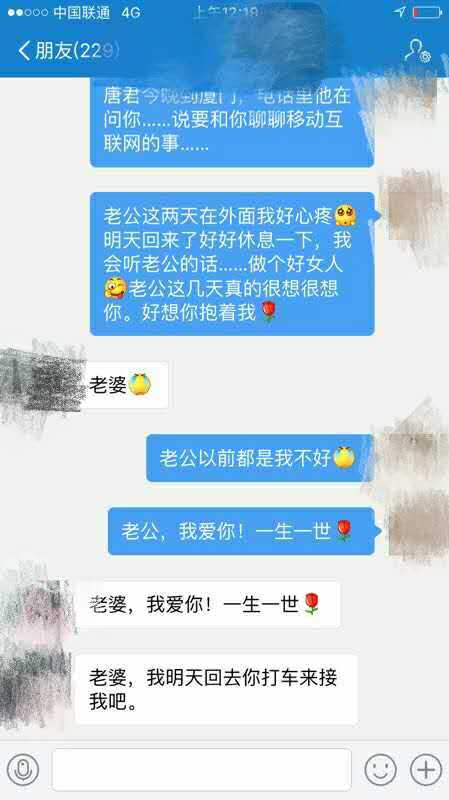 中国联通 4G 上午12:19
朋友(229)
唐君今晚到厦门，电话里他在
问你……说要和你聊聊移动互
联网的事……
老公这两天在外面我好心疼
明天回来了好好休息一下，我
会听老公的话……做个好女人
老公这几天真的很想很想
你。好想你抱着我🌹
老婆
老公以前都是我不好
老公，我爱你！一生一世🌹
老婆，我爱你！一生一世🌹
老婆，我明天回去你打车来接
我吧。